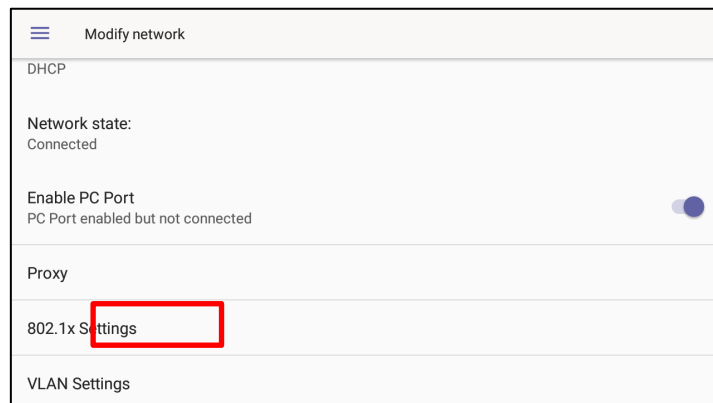 Modify network
DHCP
Network state:
Connected
Enable PC Port
PC Port enabled but not connected
Proxy
802.1x Settings
VLAN Settings